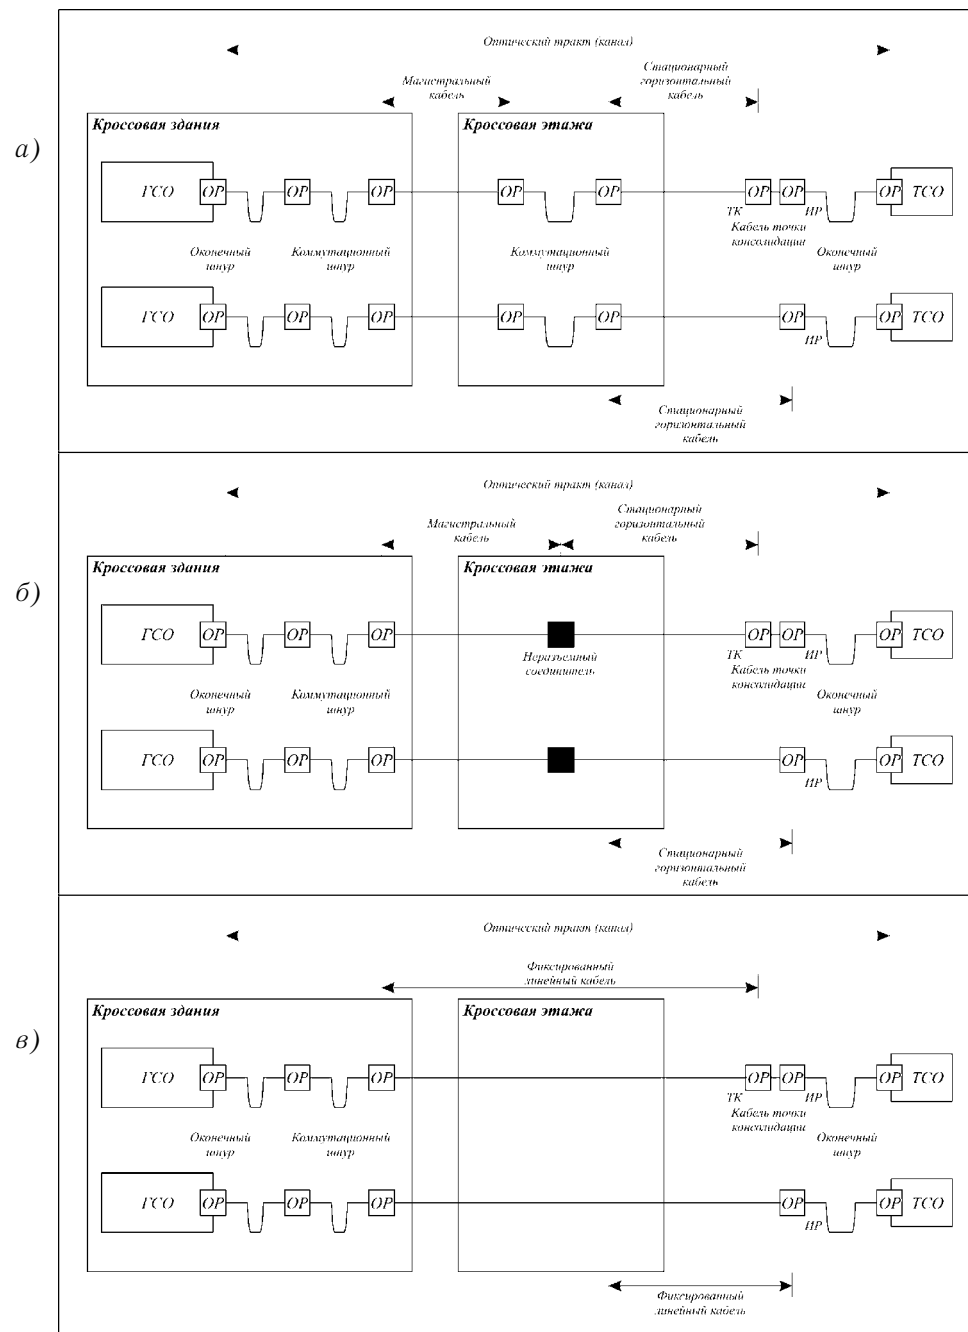 а)
Оптический тракт (канал)
Магистральный
кабель
Стационарный
горизонтальный
кабель
Кроссовая здания
Кроссовая этажа
ГСО
ОР
ОР
ОР
ОР
ОР
ОР
ОР
ОР
ТСО
ТК
ИР
Кабель точки
консолидации
Оконечный
шнур
Коммутационный
шнур
Коммутационный
шнур
Оконечный
шнур
ГСО
ОР
ОР
ОР
ОР
ОР
ОР
ОР
ТСО
ИР
Стационарный
горизонтальный
кабель
б)
Оптический тракт (канал)
Магистральный
кабель
Стационарный
горизонтальный
кабель
Кроссовая здания
Кроссовая этажа
ГСО
ОР
ОР
ОР
ОР
ОР
ОР
ТСО
Неразъемный
соединитель
ТК
ИР
Кабель точки
консолидации
Оконечный
шнур
Коммутационный
шнур
Оконечный
шнур
ГСО
ОР
ОР
ОР
ОР
ОР
ТСО
ИР
Стационарный
горизонтальный
кабель
в)
Оптический тракт (канал)
Фиксированный
линейный кабель
Кроссовая здания
Кроссовая этажа
ГСО
ОР
ОР
ОР
ОР
ОР
ОР
ТСО
ТК
ИР
Кабель точки
консолидации
Оконечный
шнур
Коммутационный
шнур
Оконечный
шнур
ГСО
ОР
ОР
ОР
ОР
ОР
ТСО
ИР
Фиксированный
линейный кабель